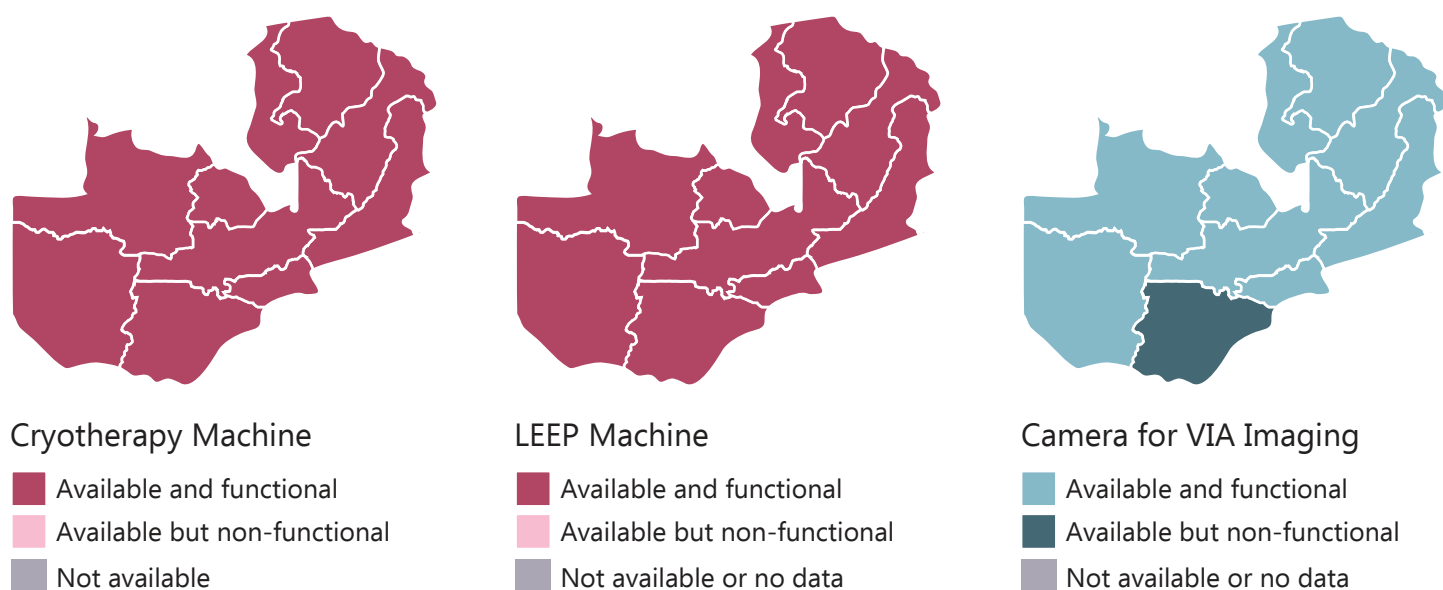 Cryotherapy Machine
Available and functional
Available but non-functional
Not available
LEEP Machine
Available and functional
Available but non-functional
Not available or no data
Camera for VIA Imaging
Available and functional
Available but non-functional
Not available or no data